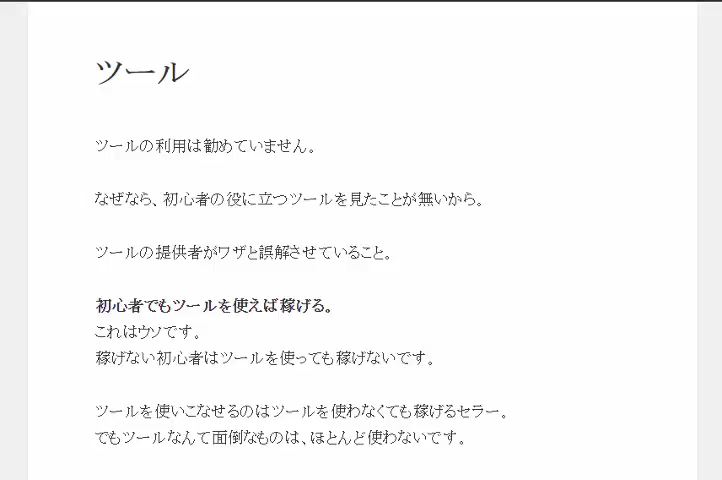 ツール
ツールの利用は勧めていません。
なぜなら、初心者の役に立つツールを見たことが無いから。
ツールの提供者がワザと誤解させていること。
初心者でもツールを使えば稼げる。
これはウソです。
稼げない初心者はツールを使っても稼げないです。
ツールを使いこなせるのはツールを使わなくても稼げるセラー。
でもツールなんて面倒なものは、ほとんど使わないです。